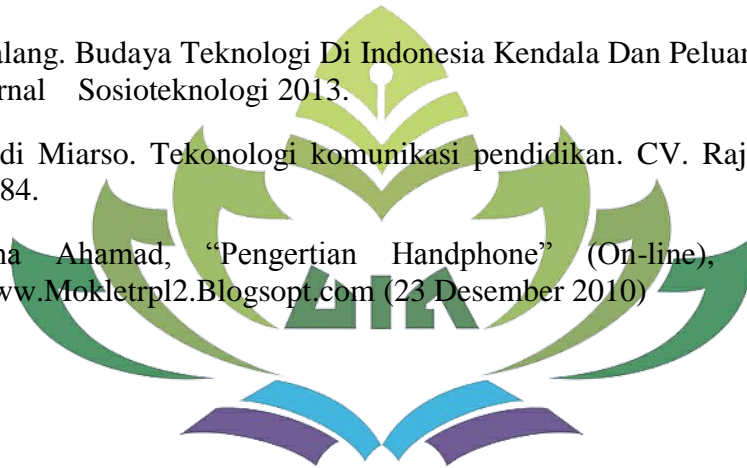 alang. Budaya Teknologi Di Indonesia Kendala Dan Peluan
rnal Sosioteknologi 2013.
di Miarso. Tekonologi komunikasi pendidikan. CV. Raj
84.
na Ahamad, “Pengertian Handphone” (On-line),
ww.Mokletrpl2.Blogsopt.com (23 Desember 2010)